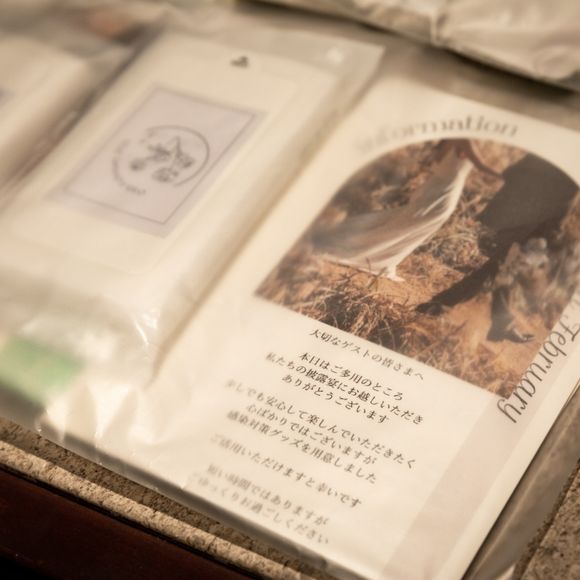 information
大切なゲストの皆さまへ
本日はご多用のところ
私たちの披露宴にお越しいただき
ありがとうございます
少しでも安心して楽しんでいただきたく
心ばかりではございますが
感染対策グッズを用意しました
ご活用いただけますと幸いです
短い時間ではありますが
ごゆっくりお過ごしください
February